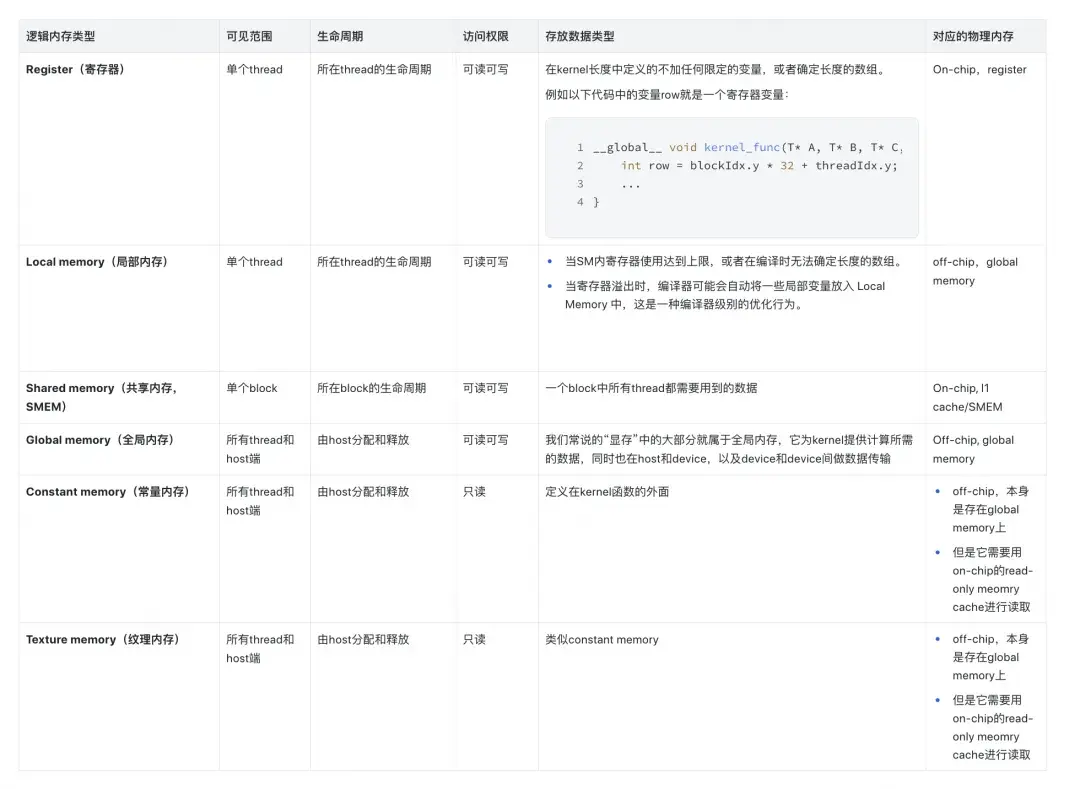 逻辑内存类型 可见范围 生命周期 访问权限 存放数据类型 对应的物理内存
Register（寄存器） 单个thread 所在thread的生命周期 可读可写 在kernel长度中定义的不加任何限定的变量，或者确定长度的数组。 On-chip，register
例如以下代码中的变量row就是一个寄存器变量：
1 __global__ void kernel_func(T* A, T* B, T* C,
2 int row = blockIdx.y * 32 + threadIdx.y;
3 ...
4 }
Local memory（局部内存） 单个thread 所在thread的生命周期 可读可写 • 当SM内寄存器使用达到上限，或者在编译时无法确定长度的数组。 off-chip，global
memory
• 当寄存器溢出时，编译器可能会自动将一些局部变量放入 Local
Memory 中，这是一种编译器级别的优化行为。
Shared memory（共享内存， 单个block 所在block的生命周期 可读可写 一个block中所有thread都需要用到的数据 On-chip, l1
SMEM） cache/SMEM
Global memory（全局内存） 所有thread和 由host分配和释放 可读可写 我们常说的“显存”中的大部分就属于全局内存，它为kernel提供计算所需 Off-chip, global
host端 的数据，同时也在host和device，以及device和device间做数据传输 memory
Constant memory（常量内存） 所有thread和 由host分配和释放 只读 定义在kernel函数的外面 • off-chip，本身
host端 是存在global
memory上
• 但是它需要用
on-chip的read-
only meomry
cache进行读取
Texture memory（纹理内存） 所有thread和 由host分配和释放 只读 类似constant memory • off-chip，本身
host端 是存在global
memory上
• 但是它需要用
on-chip的read-
only meomry
cache进行读取